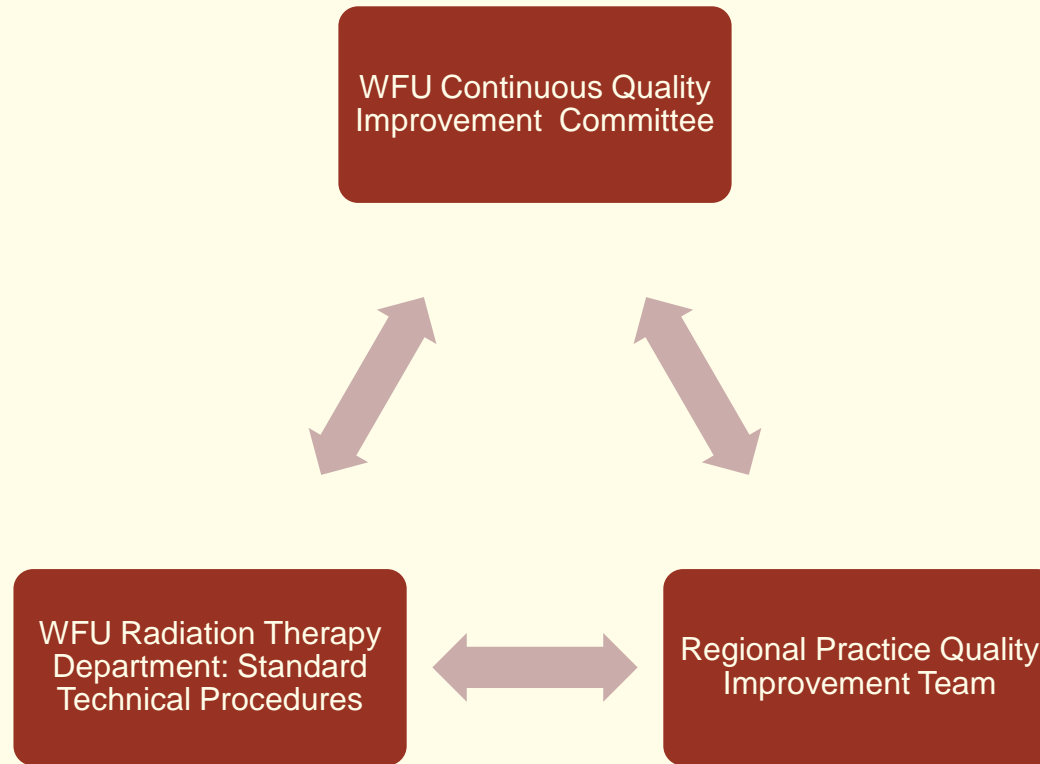 WFU Continuous Quality
Improvement Committee
WFU Radiation Therapy
Department: Standard
Technical Procedures
Regional Practice Quality
Improvement Team